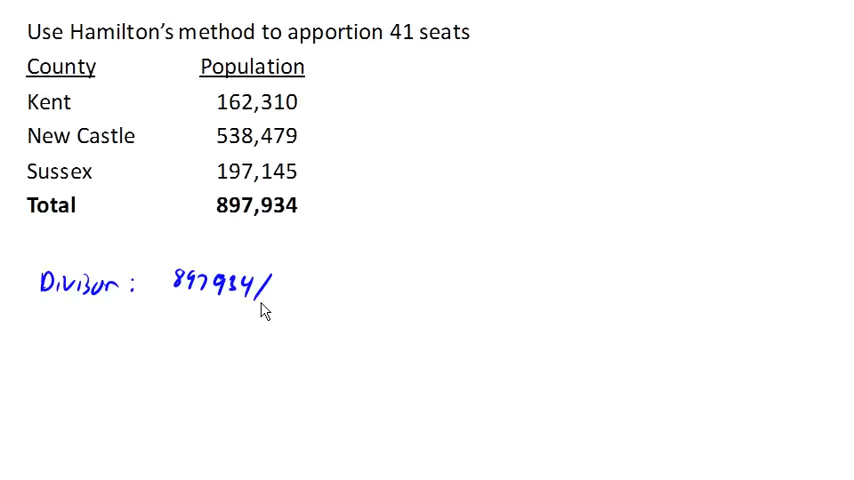 Use Hamilton's method to apportion 41 seats
County Population
Kent 162,310
New Castle 538,479
Sussex 197,145
Total 897,934
Divisor: 897934/